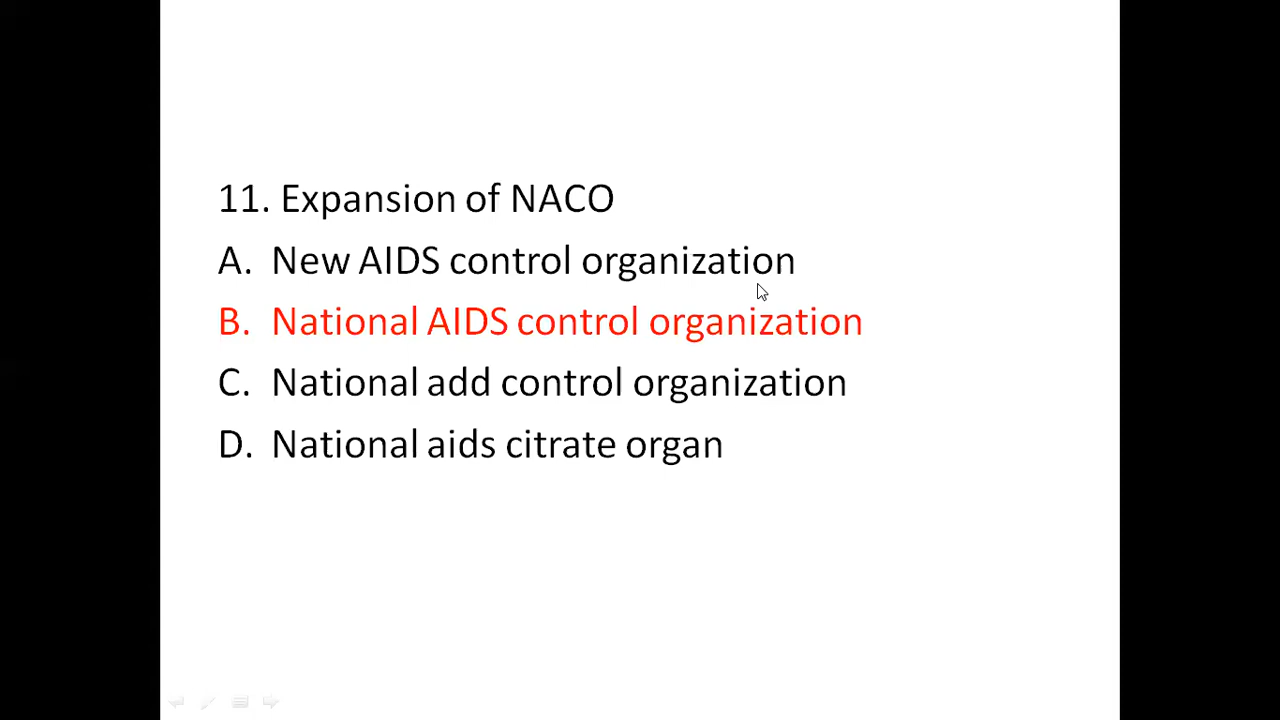 11. Expansion of NACO
A. New AIDS control organization
B. National AIDS control organization
C. National add control organization
D. National aids citrate organ